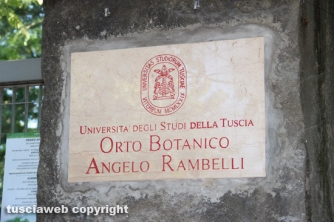 UNIVERSITÀ DEGLI STUDI DELLA TUSCIA
ORTO BOTANICO
ANGELO RAMBELLI
tusciaweb copyright